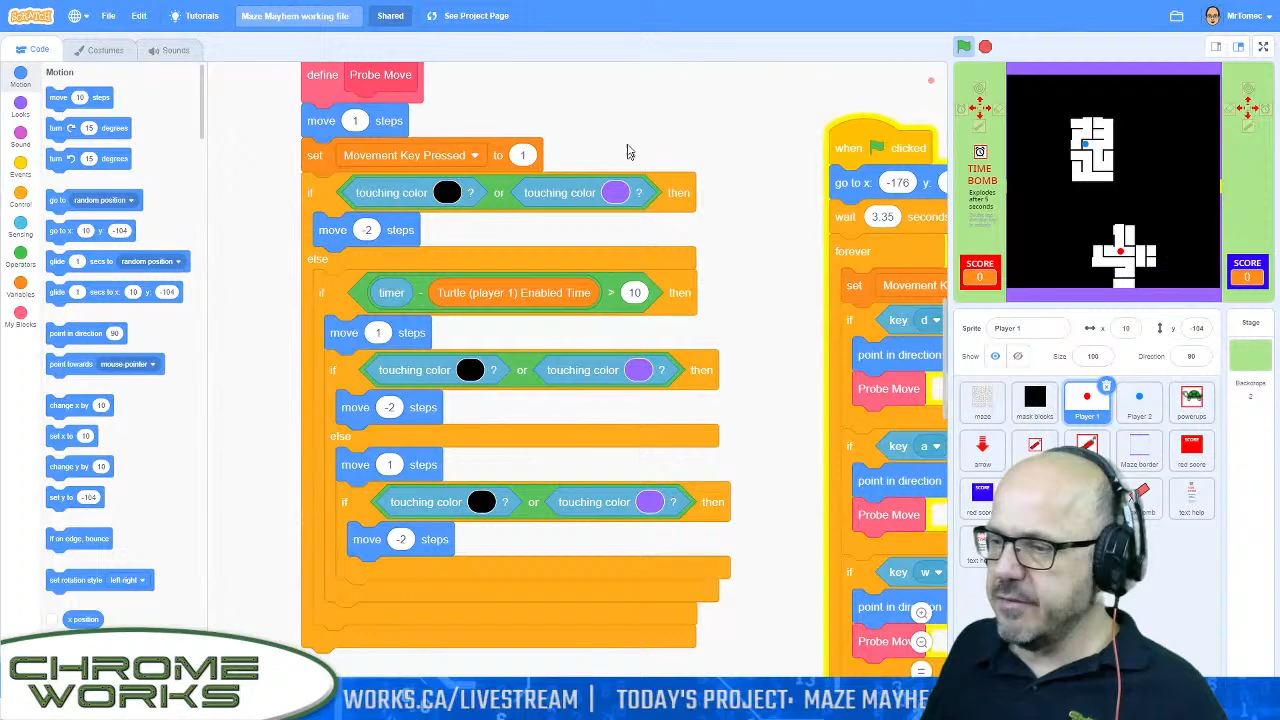 SCRATCH
File
Edit
Tutorials
Maze Mayhem working file
Shared
See Project Page
MrTomec
Code
Costumes
Sounds
Motion
Looks
Sound
Events
Control
Sensing
Operators
Variables
My Blocks
Motion
move 10 steps
turn 15 degrees
turn 15 degrees
go to random position
go to x: 10 y: -104
glide 1 secs to random position
glide 1 secs to x: 10 y: -104
point in direction 90
point towards mouse-pointer
change x by 10
set x to 10
change y by 10
set y to -104
if on edge, bounce
set rotation style left-right
x position
define Probe Move
move 1 steps
set Movement Key Pressed to 1
if touching color ? or touching color ? then
move -2 steps
else
if timer - Turtle (player 1) Enabled Time > 10 then
move 1 steps
if touching color ? or touching color ? then
move -2 steps
else
move 1 steps
if touching color ? or touching color ? then
move -2 steps
when clicked
go to x: -176 y:
wait 3.35 seconds
forever
set Movement K
if key d
point in direction
Probe Move
if key a
point in direction
Probe Move
if key w
point in direction
Probe Mov
TIME
BOMB
Explodes
after 5
seconds
SCORE
0
SCORE
0
Sprite Player 1 x 10 y -104
Show Size 100 Direction 90
Stage
Backdrops
2
maze
mask blocks
Player 1
Player 2
powerups
arrow
Maze border
red score
text help
CHROME
WORKS
WORKS.CA/LIVESTREAM | TODAY'S PROJECT: MAZE MAYHE